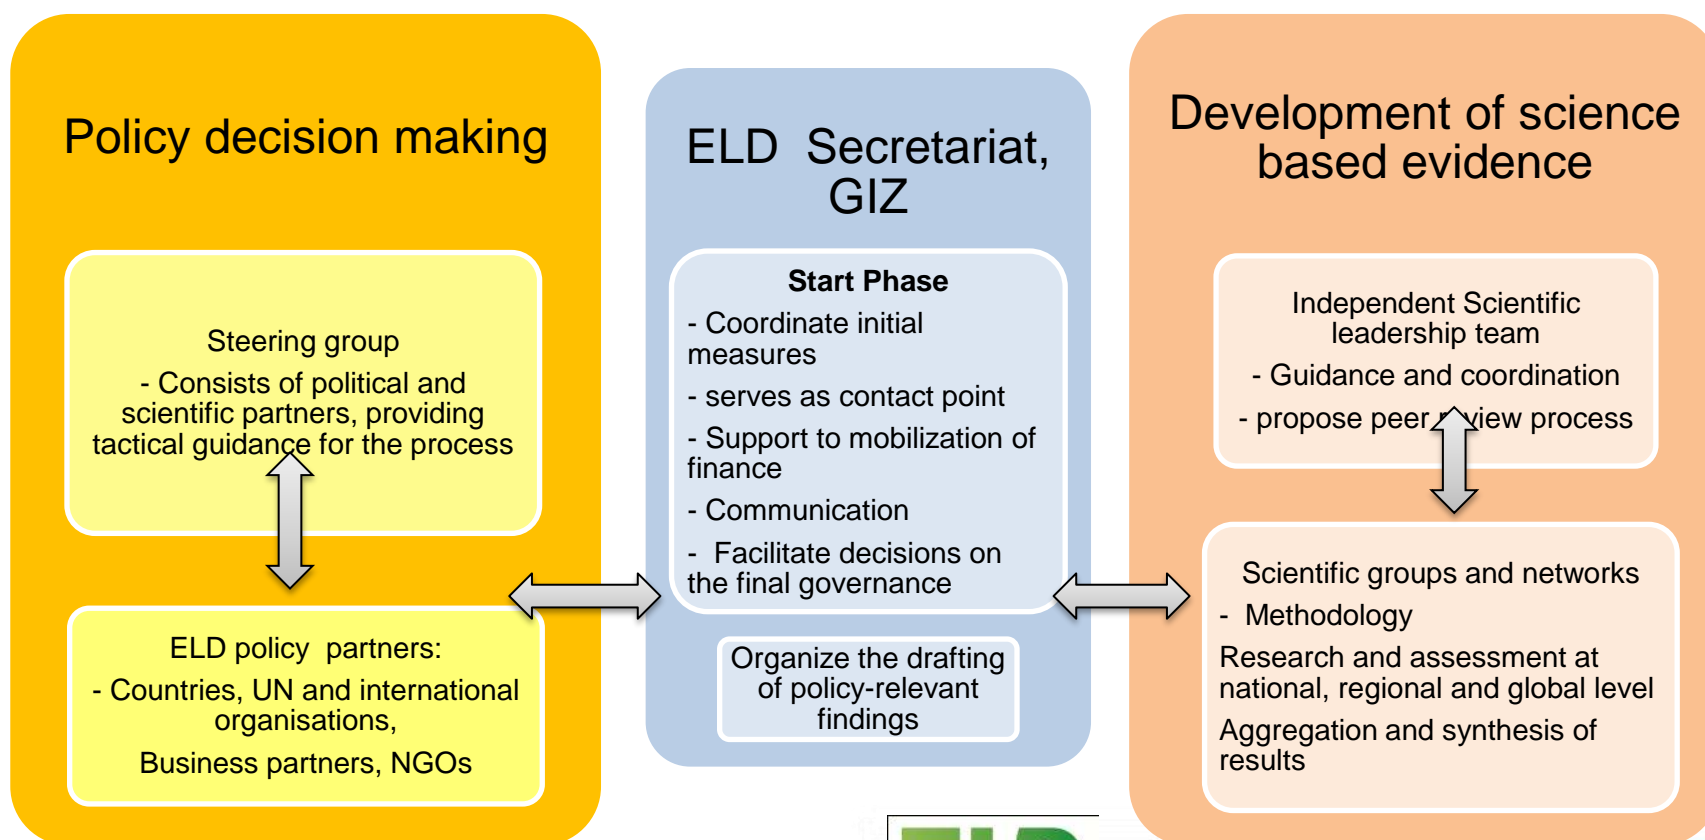 Policy decision making
Steering group
- Consists of political and
scientific partners, providing
tactical guidance for the process
ELD policy partners:
- Countries, UN and international
organisations,
Business partners, NGOs
ELD Secretariat,
GIZ
Start Phase
- Coordinate initial
measures
- serves as contact point
- Support to mobilization of
finance
- Communication
- Facilitate decisions on
the final governance
Organize the drafting
of policy-relevant
findings
Development of science
based evidence
Independent Scientific
leadership team
- Guidance and coordination
- propose peer review process
Scientific groups and networks
- Methodology
Research and assessment at
national, regional and global level
Aggregation and synthesis of
results
ELD